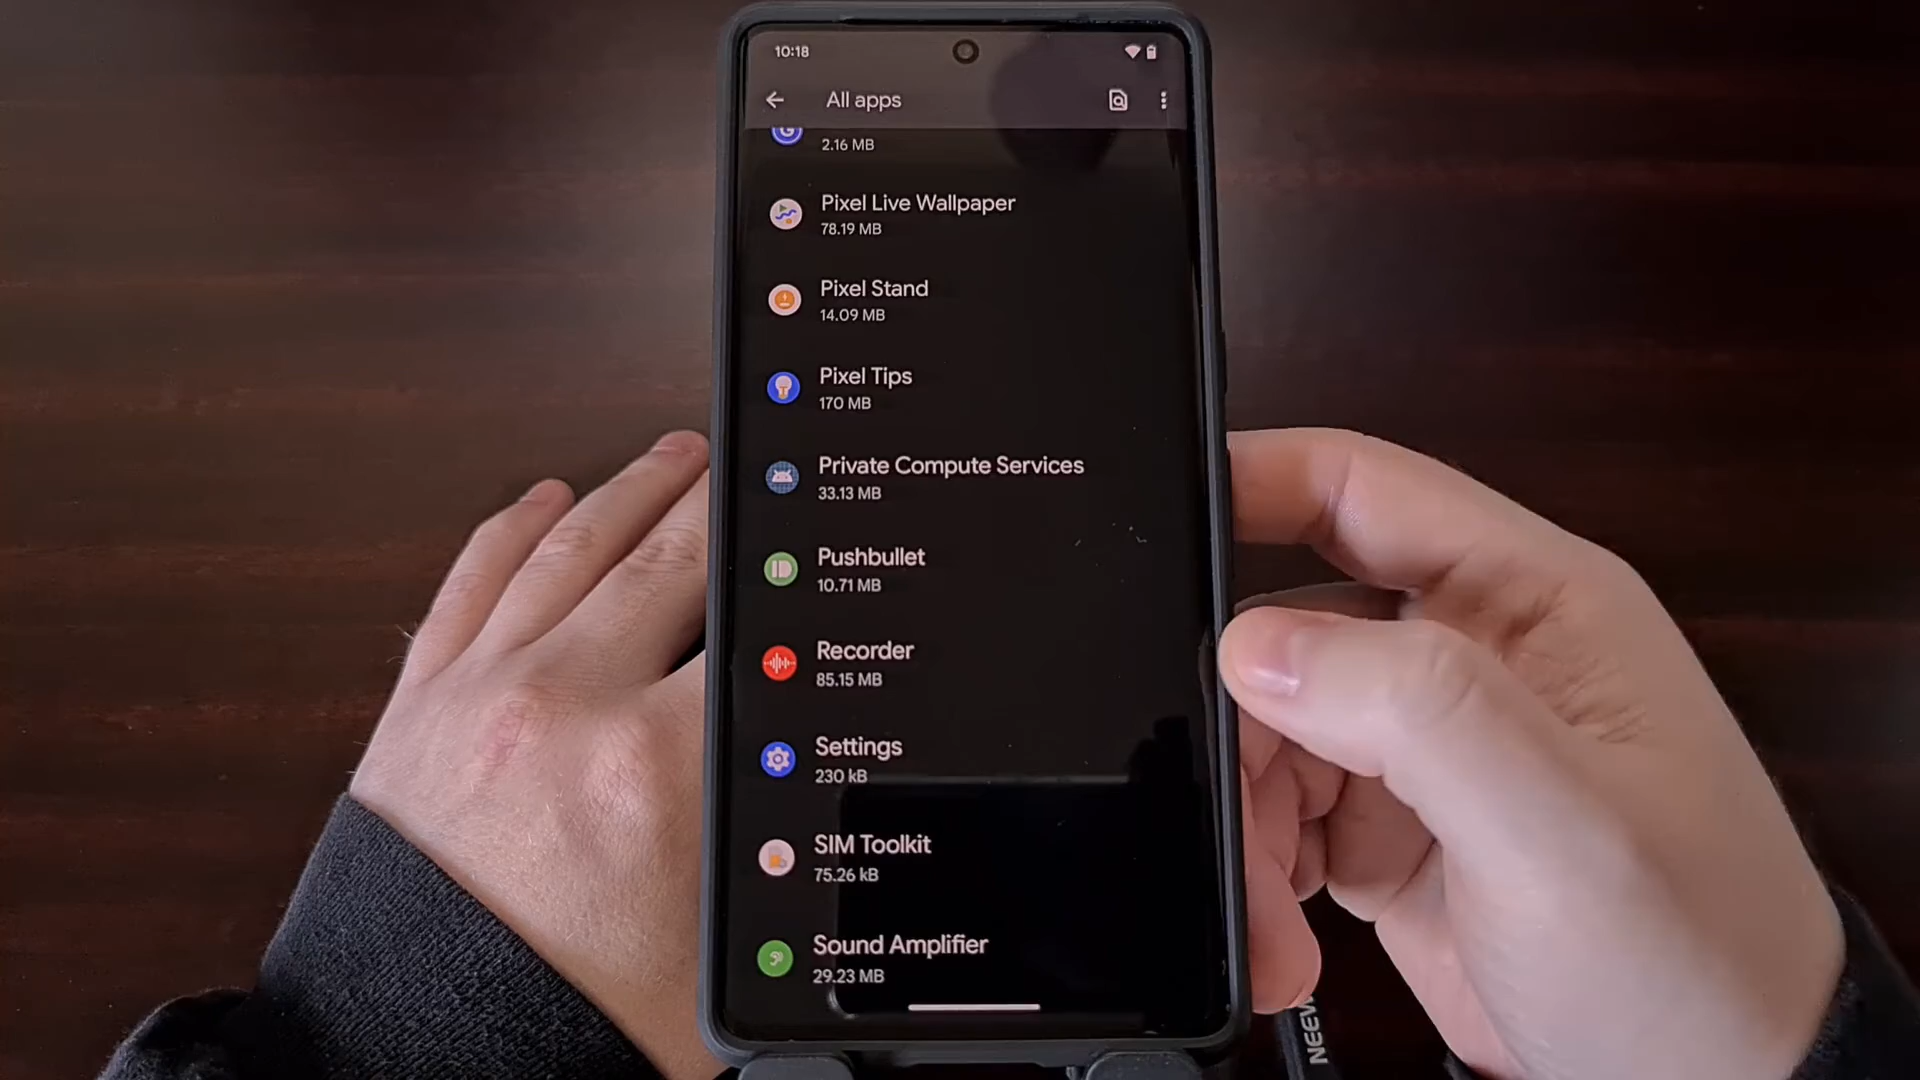 10:18
All apps
2.16 MB
Pixel Live Wallpaper
78.19 MB
Pixel Stand
14.09 MB
Pixel Tips
170 MB
Private Compute Services
33.13 MB
Pushbullet
10.71 MB
Recorder
85.15 MB
Settings
230 kB
SIM Toolkit
75.26 kB
Sound Amplifier
29.23 MB